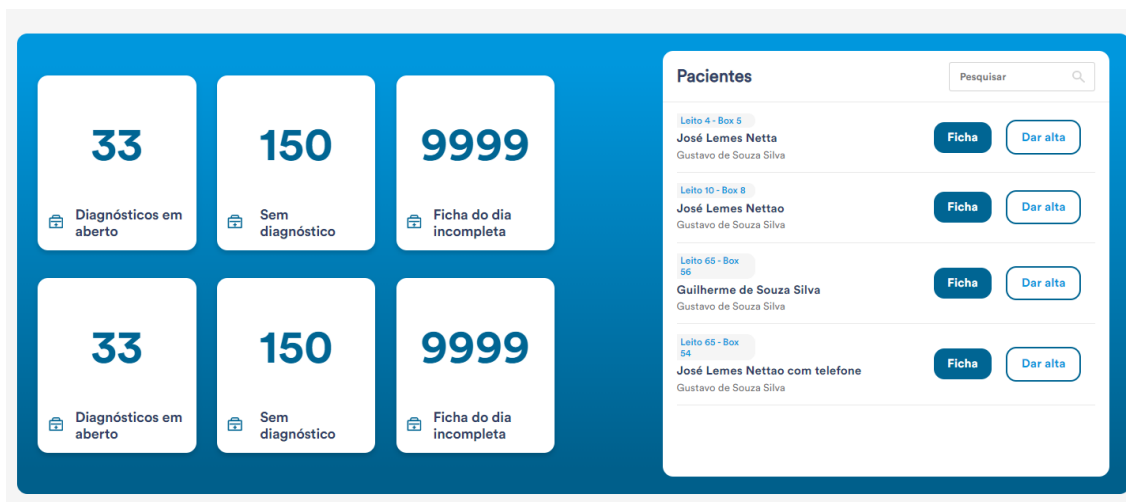 33
Diagnósticos em
aberto
150
Sem
diagnóstico
9999
Ficha do dia
incompleta
33
Diagnósticos em
aberto
150
Sem
diagnóstico
9999
Ficha do dia
incompleta
Pacientes
Pesquisar
Leito 4 - Box 5
José Lemes Netta
Gustavo de Souza Silva
Ficha
Dar alta
Leito 10 - Box 8
José Lemes Nettao
Gustavo de Souza Silva
Ficha
Dar alta
Leito 65 - Box
56
Guilherme de Souza Silva
Gustavo de Souza Silva
Ficha
Dar alta
Leito 65 - Box
54
José Lemes Nettao com telefone
Gustavo de Souza Silva
Ficha
Dar alta